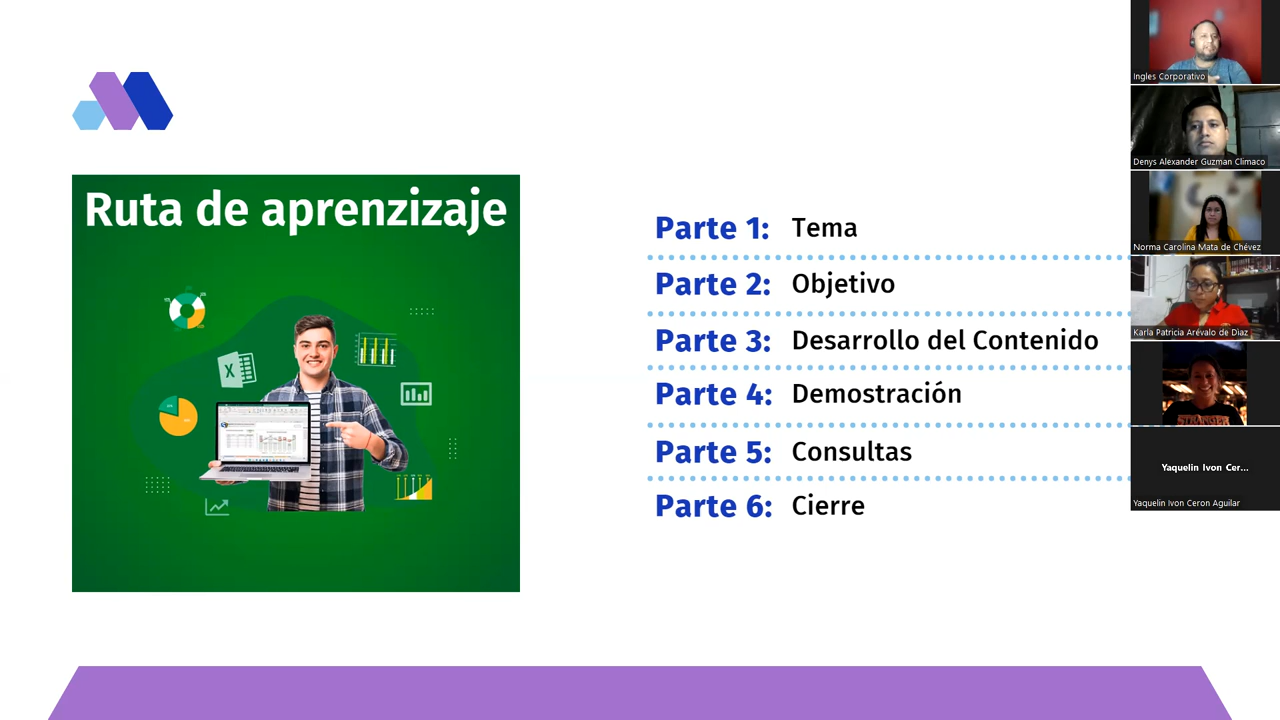 Ruta de aprenzizaje
Parte 1: Tema
Parte 2: Objetivo
Parte 3: Desarrollo del Contenido
Parte 4: Demostración
Parte 5: Consultas
Parte 6: Cierre
X
Ingles Corporativo
Denys Alexander Guzman Climaco
Norma Carolina Mata de Chévez
Karla Patricia Arévalo de Diaz
STRANGER
Yaquelin Ivon Cer...
Yaquelin Ivon Ceron Aguilar